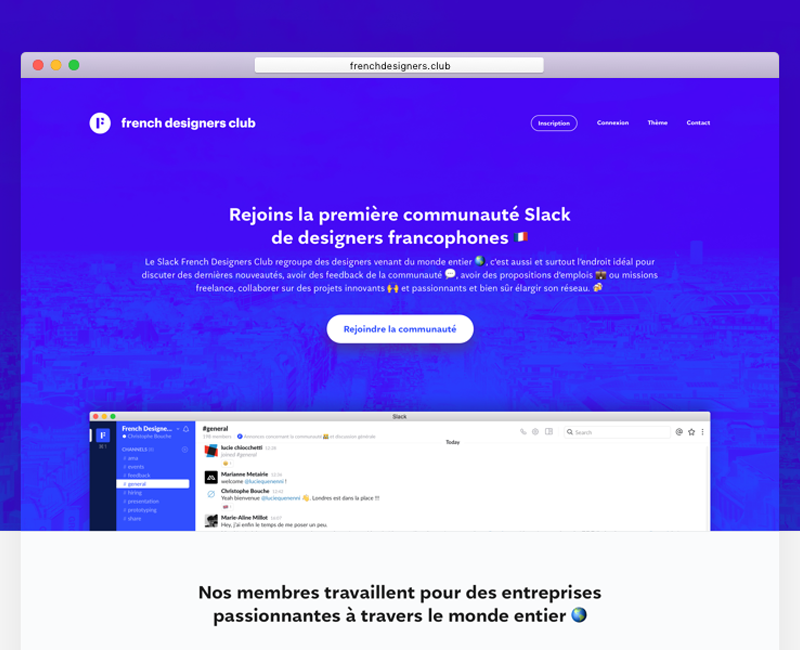 frenchdesigners.club
french designers club
Inscription Connexion Thème Contact
Rejoins la première communauté Slack
de designers francophones 🇫🇷
Le Slack French Designers Club regroupe des designers venant du monde entier 🌎, c'est aussi et surtout l'endroit idéal pour
discuter des dernières nouveautés, avoir des feedback de la communauté 💬, avoir des propositions d'emplois 💼 ou missions
freelance, collaborer sur des projets innovants 🙌 et passionnants et bien sûr élargir son réseau.
Rejoindre la communauté
Slack
French Designe...
Christophe Bouche
CHANNELS
# ama
# events
# feedback
# general
# hiring
# presentation
# prototyping
# share
#general
Annonces concernant la communauté et discussion générale
Search
Today
lucie chiocchetti
joined #general
Marianne Metairie
welcome @luciequenenni !
Christophe Bouche
Yeah bienvenue @luciequenenni 👋. Londres est dans la place !!!
Marie-Aline Millot
Hey, j'ai enfin le temps de me poser un peu.
Nos membres travaillent pour des entreprises
passionnantes à travers le monde entier 🌎